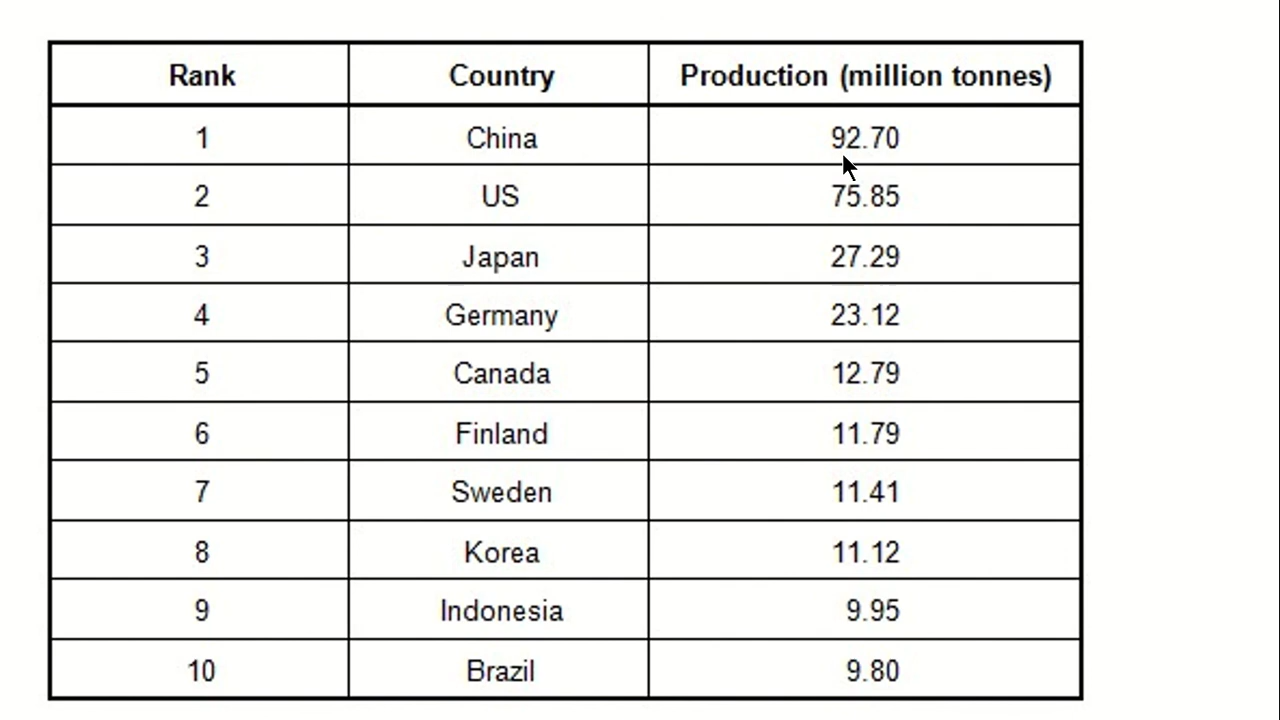 Rank Country Production (million tonnes)
1 China 92.70
2 US 75.85
3 Japan 27.29
4 Germany 23.12
5 Canada 12.79
6 Finland 11.79
7 Sweden 11.41
8 Korea 11.12
9 Indonesia 9.95
10 Brazil 9.80